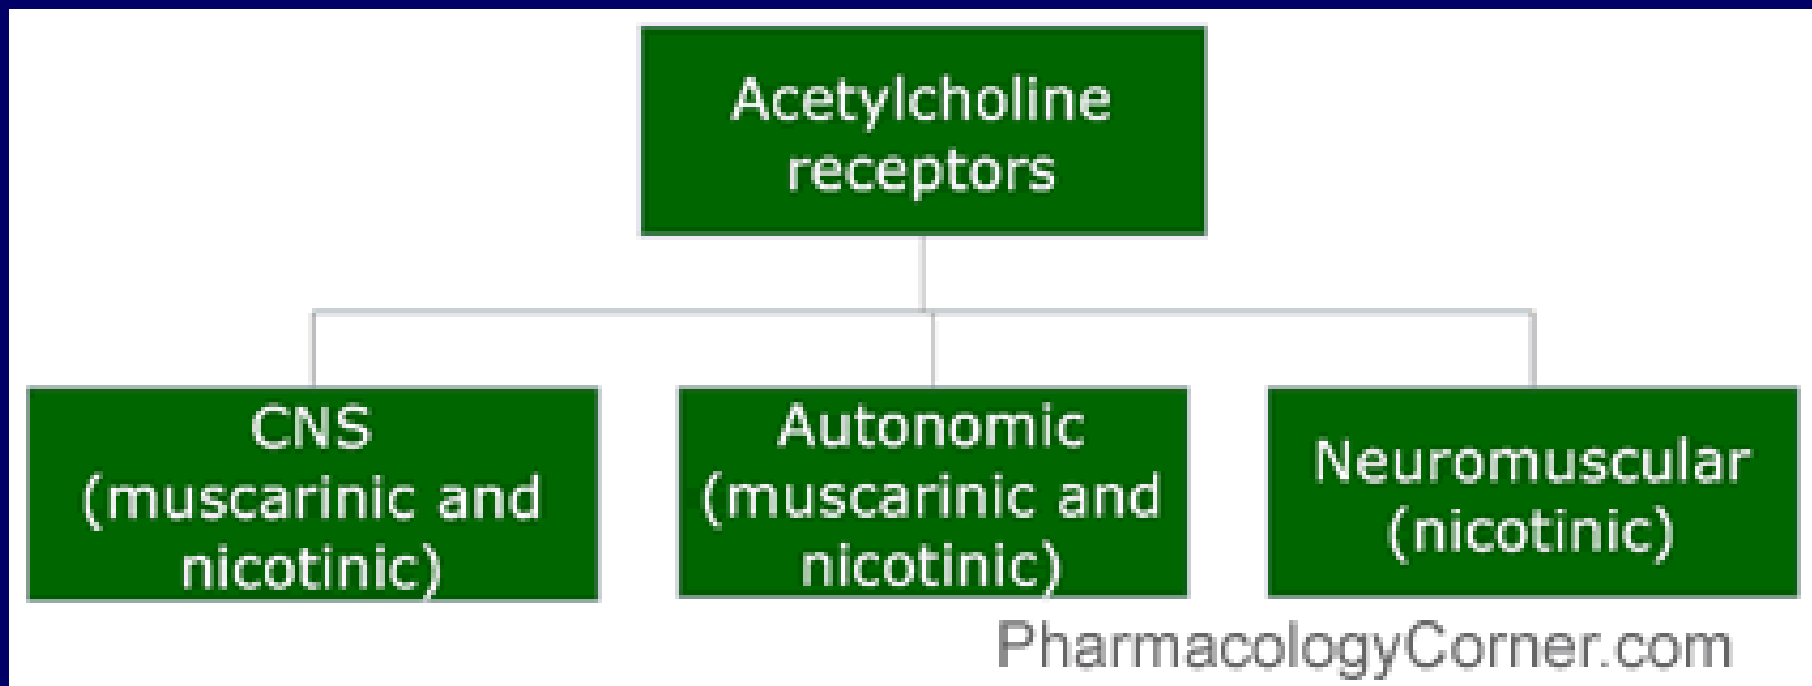 Acetylcholine
receptors
CNS
(muscarinic and
nicotinic)
Autonomic
(muscarinic and
nicotinic)
Neuromuscular
(nicotinic)
PharmacologyCorner.com